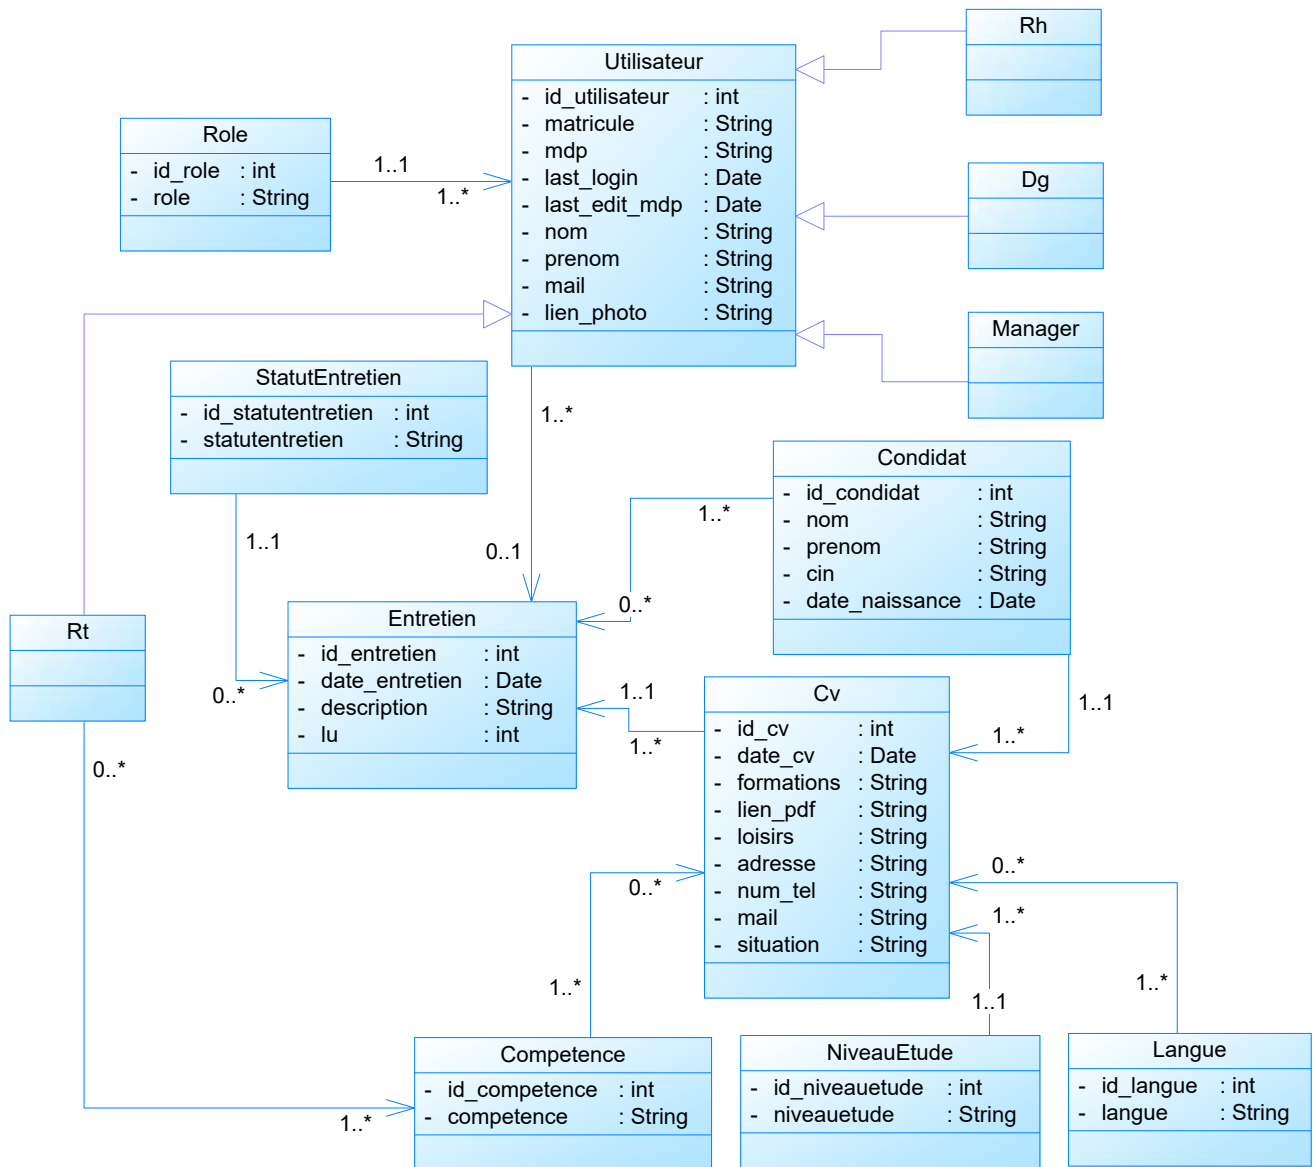 Rh
Utilisateur
- id_utilisateur : int
- matricule : String
- mdp : String
- last_login : Date
- last_edit_mdp : Date
- nom : String
- prenom : String
- mail : String
- lien_photo : String
Role
- id_role : int
- role : String
1..1
1..*
Dg
Manager
StatutEntretien
- id_statutentretien : int
- statutentretien : String
1..*
0..1
1..1
0..*
Condidat
- id_condidat : int
- nom : String
- prenom : String
- cin : String
- date_naissance : Date
1..*
0..*
Rt
Entretien
- id_entretien : int
- date_entretien : Date
- description : String
- lu : int
1..1
1..*
Cv
- id_cv : int
- date_cv : Date
- formations : String
- lien_pdf : String
- loisirs : String
- adresse : String
- num_tel : String
- mail : String
- situation : String
1..1
1..*
0..*
0..*
0..*
1..*
1..*
1..1
1..*
1..*
Competence
- id_competence : int
- competence : String
NiveauEtude
- id_niveauetude : int
- niveauetude : String
Langue
- id_langue : int
- langue : String